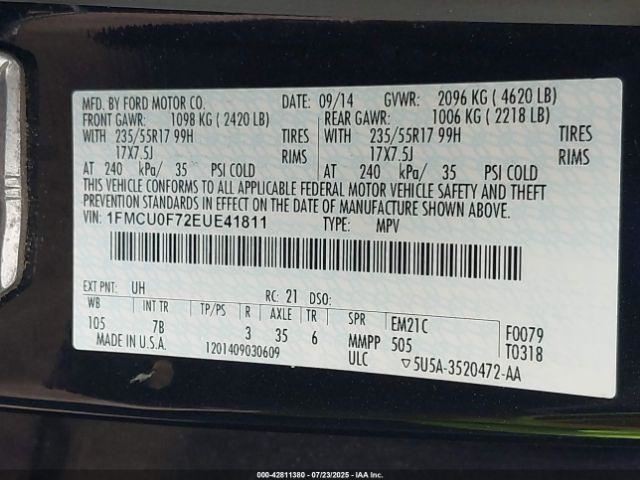 MFD. BY FORD MOTOR CO. DATE: 09/14 GVWR: 2096 KG ( 4620 LB)
FRONT GAWR: 1098 KG ( 2420 LB) REAR GAWR: 1006 KG ( 2218 LB)
WITH 235/55R17 99H TIRES WITH 235/55R17 99H TIRES
17X7.5J RIMS 17X7.5J RIMS
AT 240 kPa/ 35 PSI COLD AT 240 kPa/ 35 PSI COLD
THIS VEHICLE CONFORMS TO ALL APPLICABLE FEDERAL MOTOR VEHICLE SAFETY AND THEFT
PREVENTION STANDARDS IN EFFECT ON THE DATE OF MANUFACTURE SHOWN ABOVE.
VIN: 1FMCU0F72EUE41811 TYPE: MPV
EXT PNT: UH RC: 21 DSO:
WB INT TR TP/PS R AXLE TR SPR EM21C F0079
105 7B 3 35 6 MMPP 505 T0318
MADE IN U.S.A. 1201409030609 ULC ▽5U5A-3520472-AA
000-42811380 - 07/23/2025 - IAA Inc.